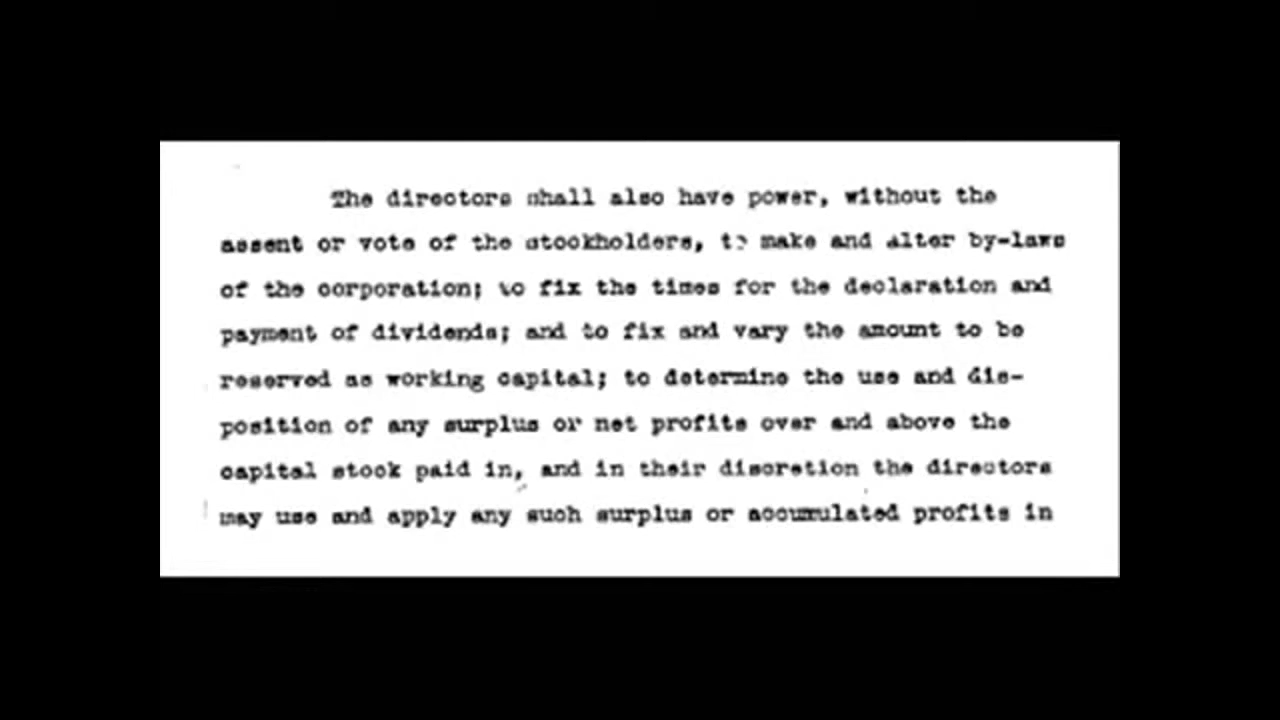 The directors shall also have power, without the
assent or vote of the stockholders, to make and alter by-laws
of the corporation; to fix the times for the declaration and
payment of dividends; and to fix and vary the amount to be
reserved as working capital; to determine the use and dis-
position of any surplus or net profits over and above the
capital stock paid in, and in their discretion the directors
may use and apply any such surplus or accumulated profits in